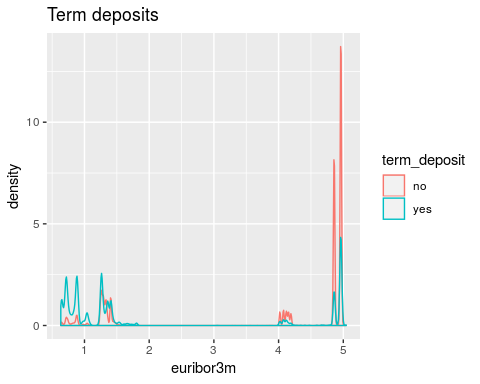 Term deposits
density
10
5
0
1 2 3 4 5
euribor3m
term_deposit
no
yes